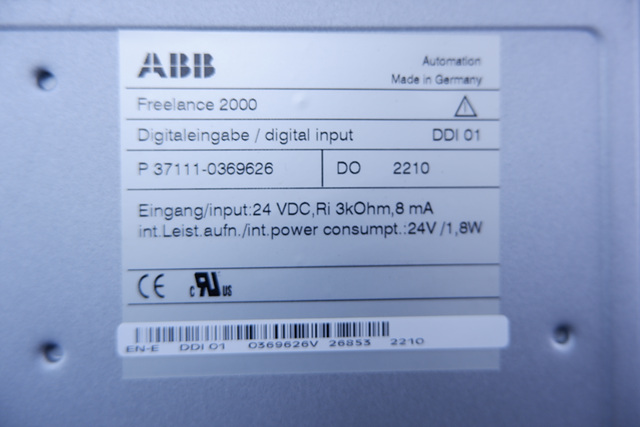 ABB
Automation
Made in Germany
Freelance 2000
Digitaleingabe / digital input DDI 01
P 37111-0369626 DO 2210
Eingang/input:24 VDC,Ri 3kOhm,8 mA
int.Leist.aufn./int.power consumpt.:24V /1,8W
CE c RU US
EN-E DDI 01 0369626V 26853 2210